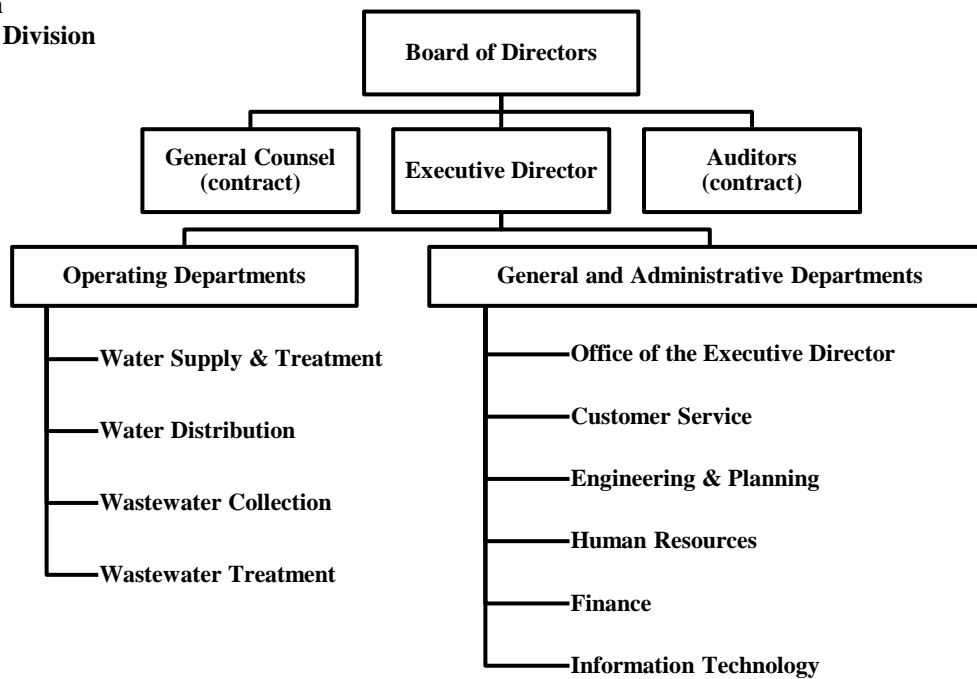 Division
Board of Directors
General Counsel
(contract)
Executive Director
Auditors
(contract)
Operating Departments
General and Administrative Departments
Water Supply & Treatment
Water Distribution
Wastewater Collection
Wastewater Treatment
Office of the Executive Director
Customer Service
Engineering & Planning
Human Resources
Finance
Information Technology